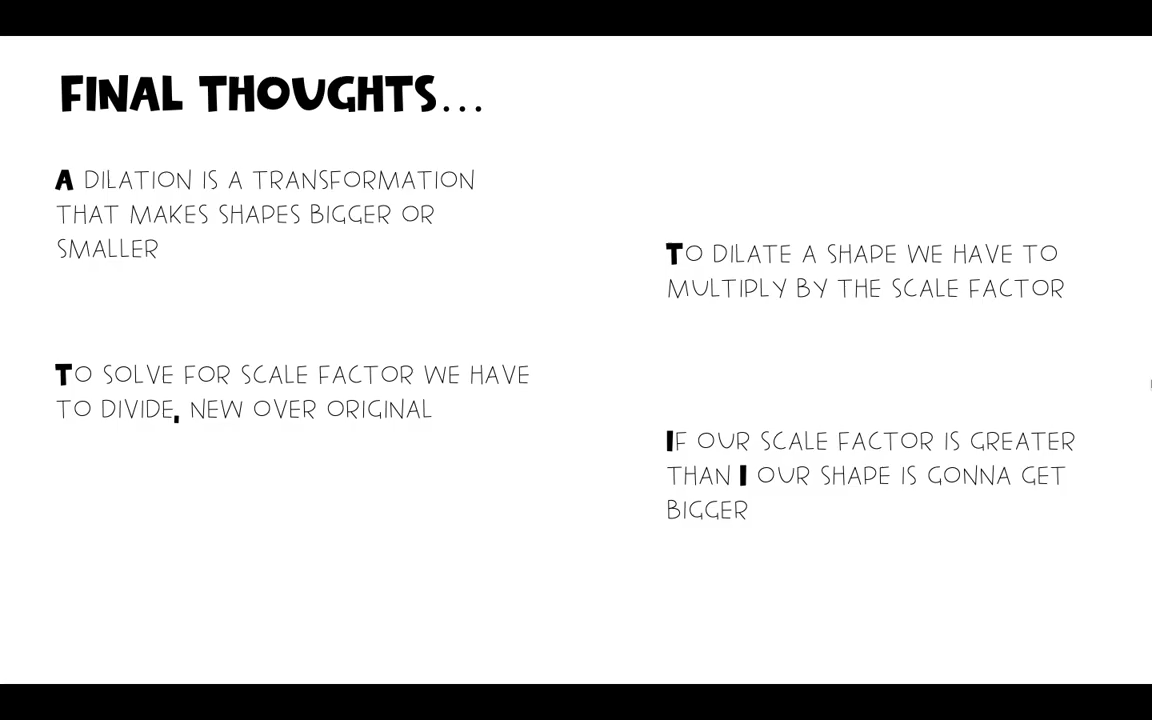 FINAL THOUGHTS...
A DILATION IS A TRANSFORMATION
THAT MAKES SHAPES BIGGER OR
SMALLER
TO SOLVE FOR SCALE FACTOR WE HAVE
TO DIVIDE, NEW OVER ORIGINAL
TO DILATE A SHAPE WE HAVE TO
MULTIPLY BY THE SCALE FACTOR
IF OUR SCALE FACTOR IS GREATER
THAN 1 OUR SHAPE IS GONNA GET
BIGGER